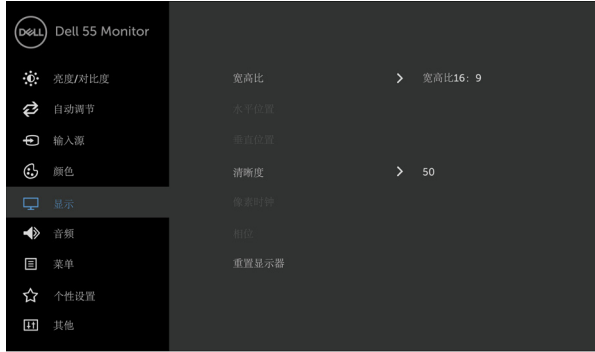 DELL Dell 55 Monitor
亮度/对比度
宽高比 宽高比16：9
自动调节
水平位置
输入源
垂直位置
颜色
清晰度 50
显示
像素时钟
音频
相位
菜单
重置显示器
个性设置
其他